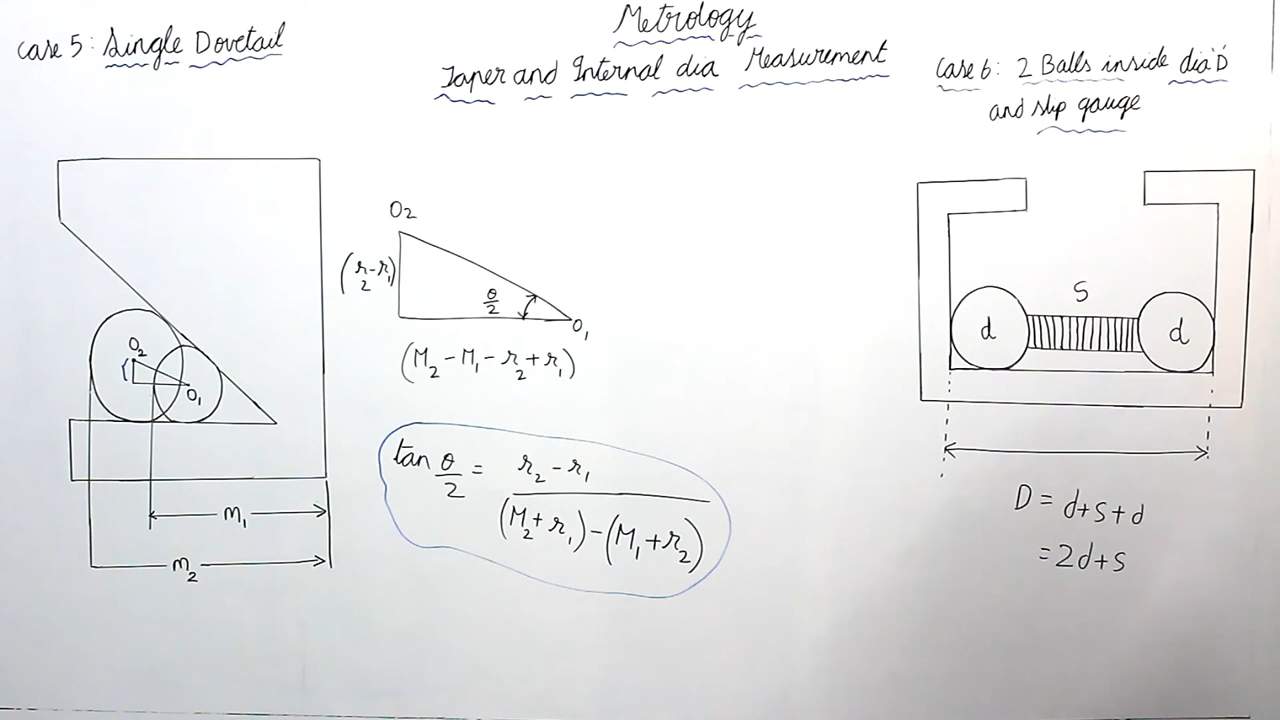 Metrology
Taper and Internal dia Measurement
Case 5: Single Dovetail
O₂
O₁
m₁
m₂
O₂
(r₂-r₁)
θ/2
O₁
(M₂-M₁-r₂+r₁)
tan θ/2 = r₂-r₁ / (M₂+r₁)-(M₁+r₂)
Case 6: 2 Balls inside dia'D'
and slip gauge
S
d d
D = d+S+d
= 2d+S